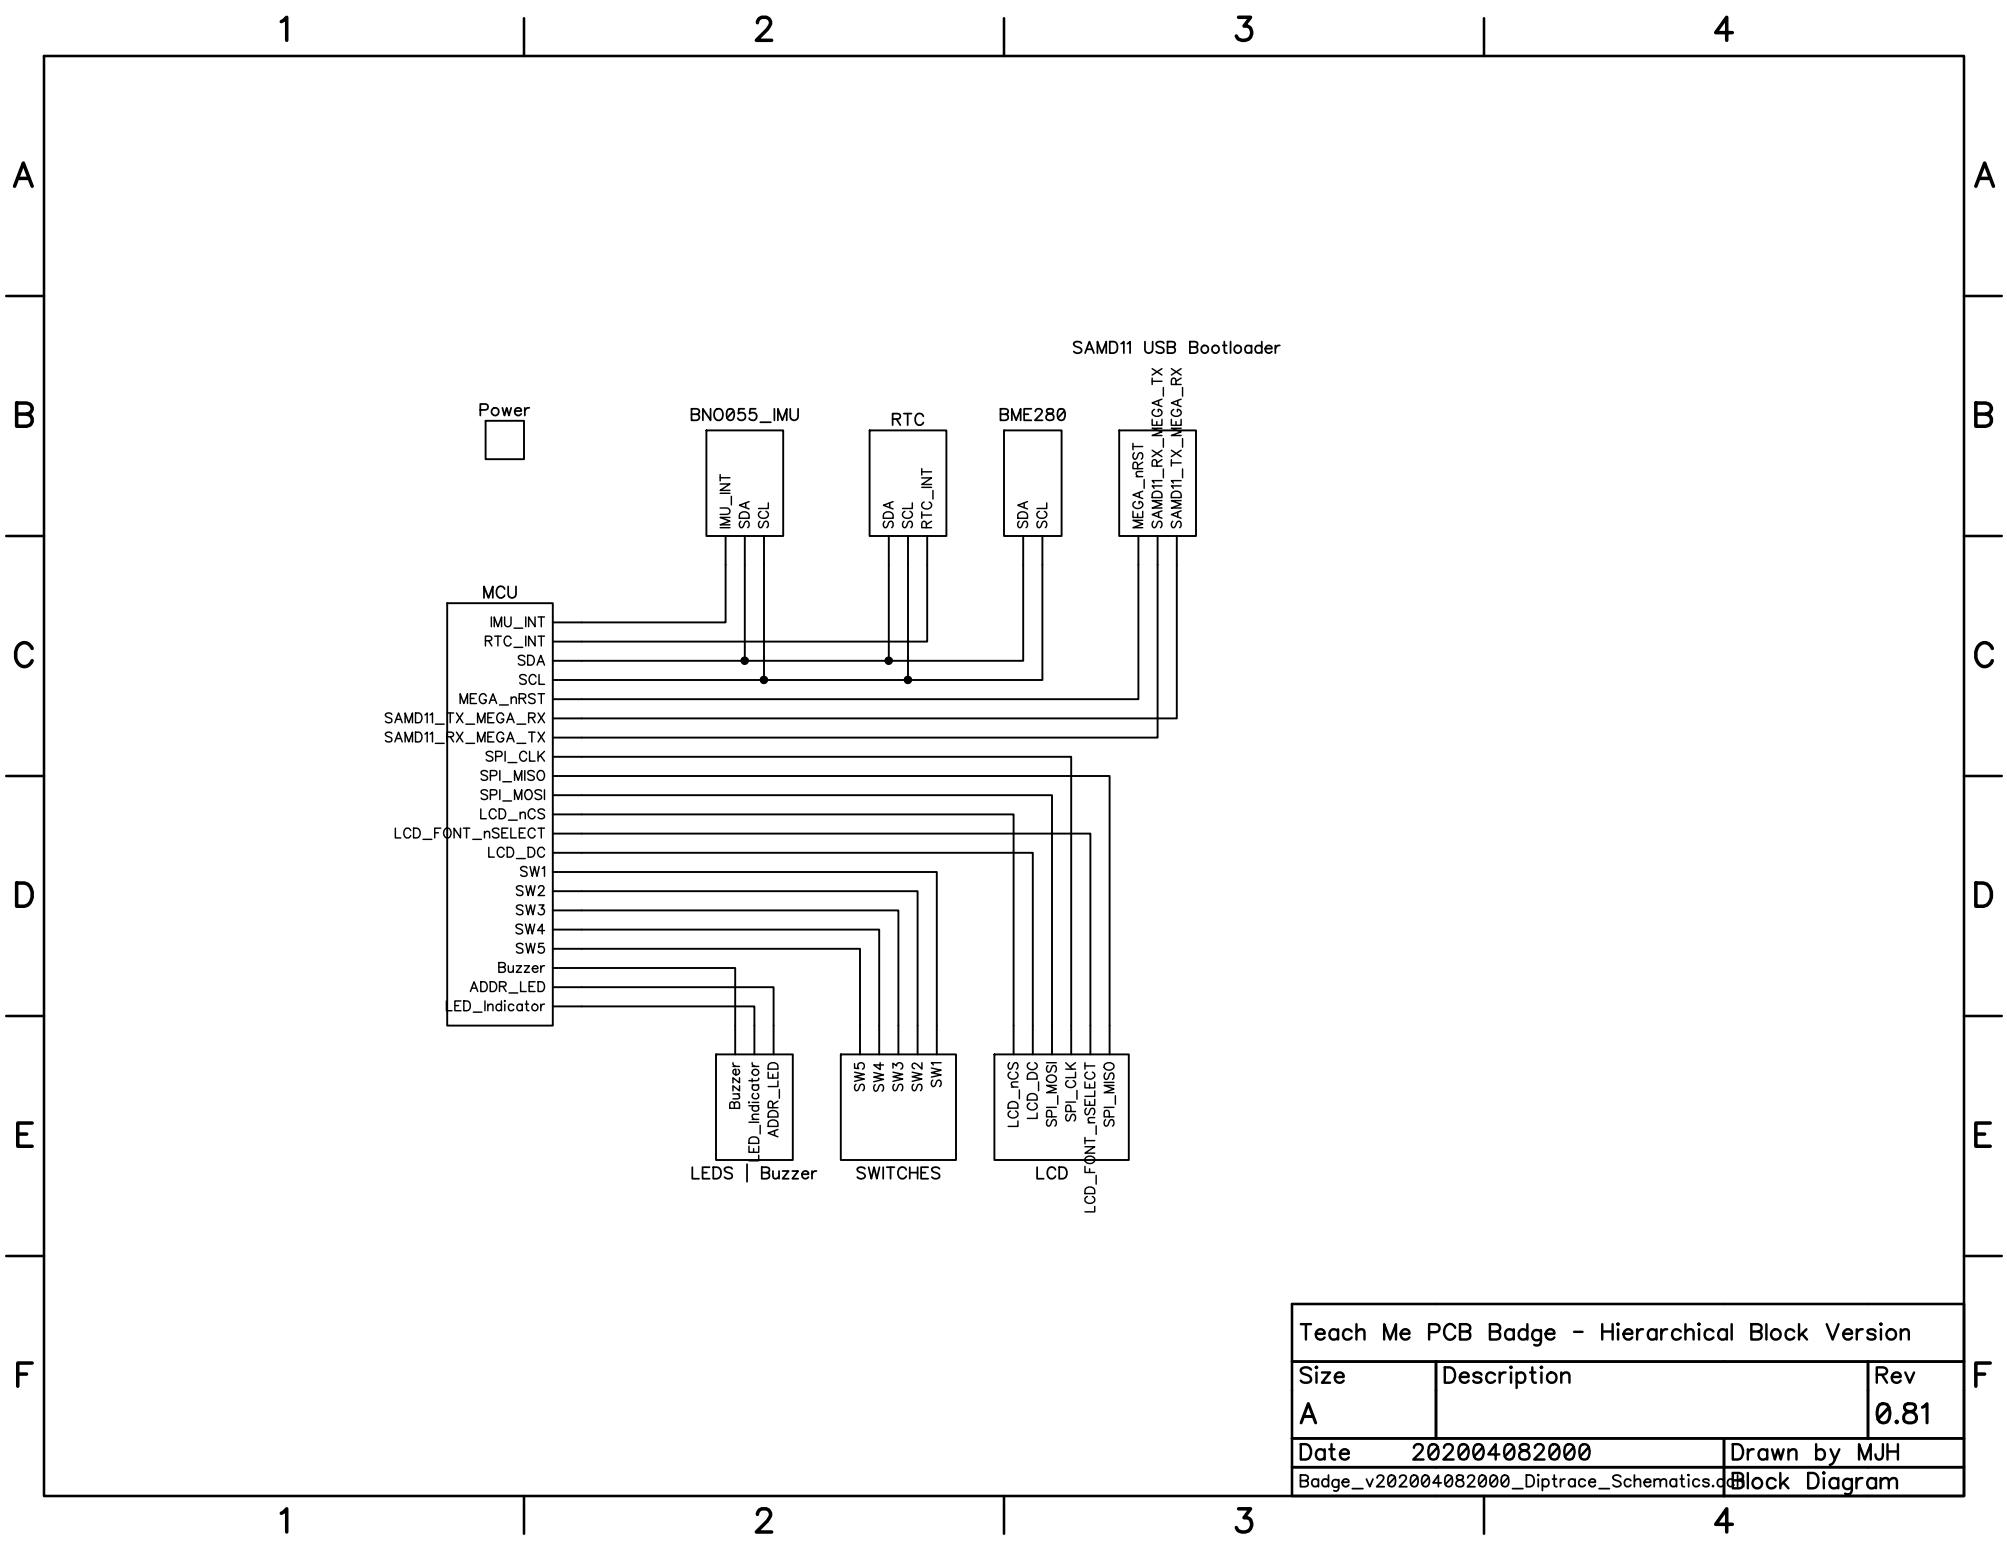 1 2 3 4
A A
B B
C C
D D
E E
F F
SAMD11 USB Bootloader
MEGA_nRST
SAMD11_RX_MEGA_TX
SAMD11_TX_MEGA_RX
Power
BNO055_IMU
IMU_INT
SDA
SCL
RTC
SDA
SCL
RTC_INT
BME280
SDA
SCL
MCU
IMU_INT
RTC_INT
SDA
SCL
MEGA_nRST
SAMD11_TX_MEGA_RX
SAMD11_RX_MEGA_TX
SPI_CLK
SPI_MISO
SPI_MOSI
LCD_nCS
LCD_FONT_nSELECT
LCD_DC
SW1
SW2
SW3
SW4
SW5
Buzzer
ADDR_LED
LED_Indicator
Buzzer
LED_Indicator
ADDR_LED
LEDS | Buzzer
SW5
SW4
SW3
SW2
SW1
SWITCHES
LCD_nCS
LCD_DC
SPI_MOSI
SPI_CLK
LCD_FONT_nSELECT
SPI_MISO
LCD
Teach Me PCB Badge - Hierarchical Block Version
Size Description Rev
A 0.81
Date 202004082000 Drawn by MJH
Badge_v202004082000_Diptrace_Schematics. Block Diagram
1 2 3 4